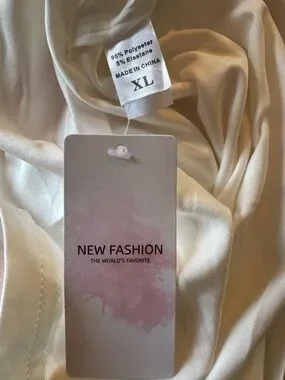 95% Polyester
5% Elastane
MADE IN CHINA
XL
NEW FASHION
THE WORLD'S FAVORITE